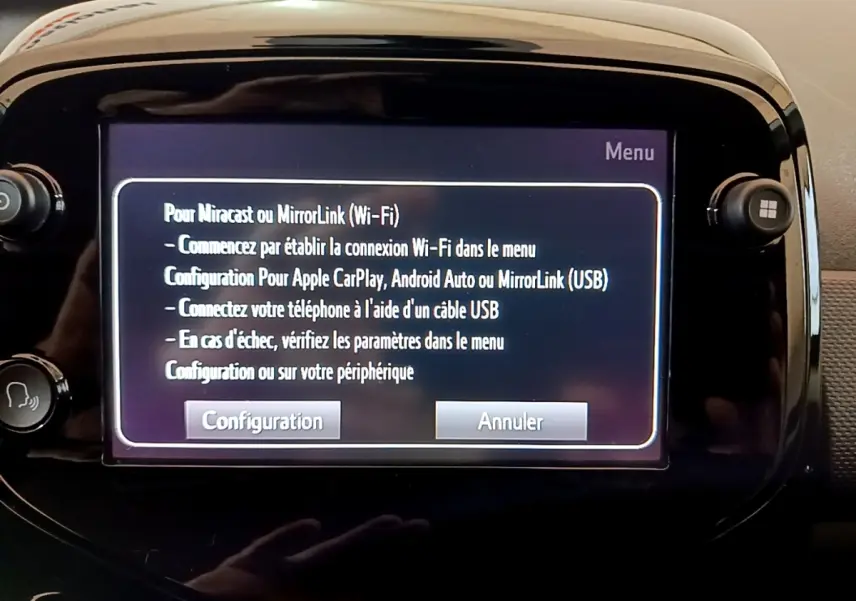 Menu
Pour Miracast ou MirrorLink (Wi-Fi)
- Commencez par établir la connexion Wi-Fi dans le menu
Configuration Pour Apple CarPlay, Android Auto ou MirrorLink (USB)
- Connectez votre téléphone à l'aide d'un câble USB
- En cas d'échec, vérifiez les paramètres dans le menu
Configuration ou sur votre périphérique
Configuration
Annuler